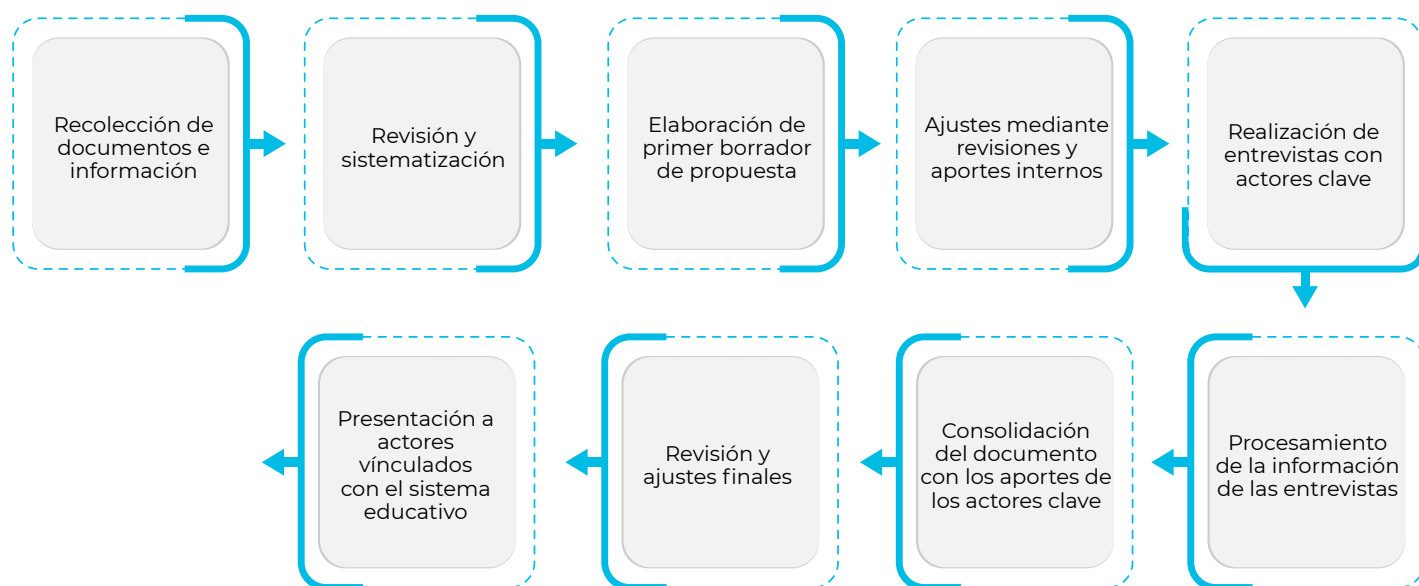 Recolección de
documentos e
información
Revisión y
sistematización
Elaboración de
primer borrador
de propuesta
Ajustes mediante
revisiones y
aportes internos
Realización de
entrevistas con
actores clave
Procesamiento
de la información
de las entrevistas
Consolidación
del documento
con los aportes de
los actores clave
Revisión y
ajustes finales
Presentación a
actores
vínculados
con el sistema
educativo